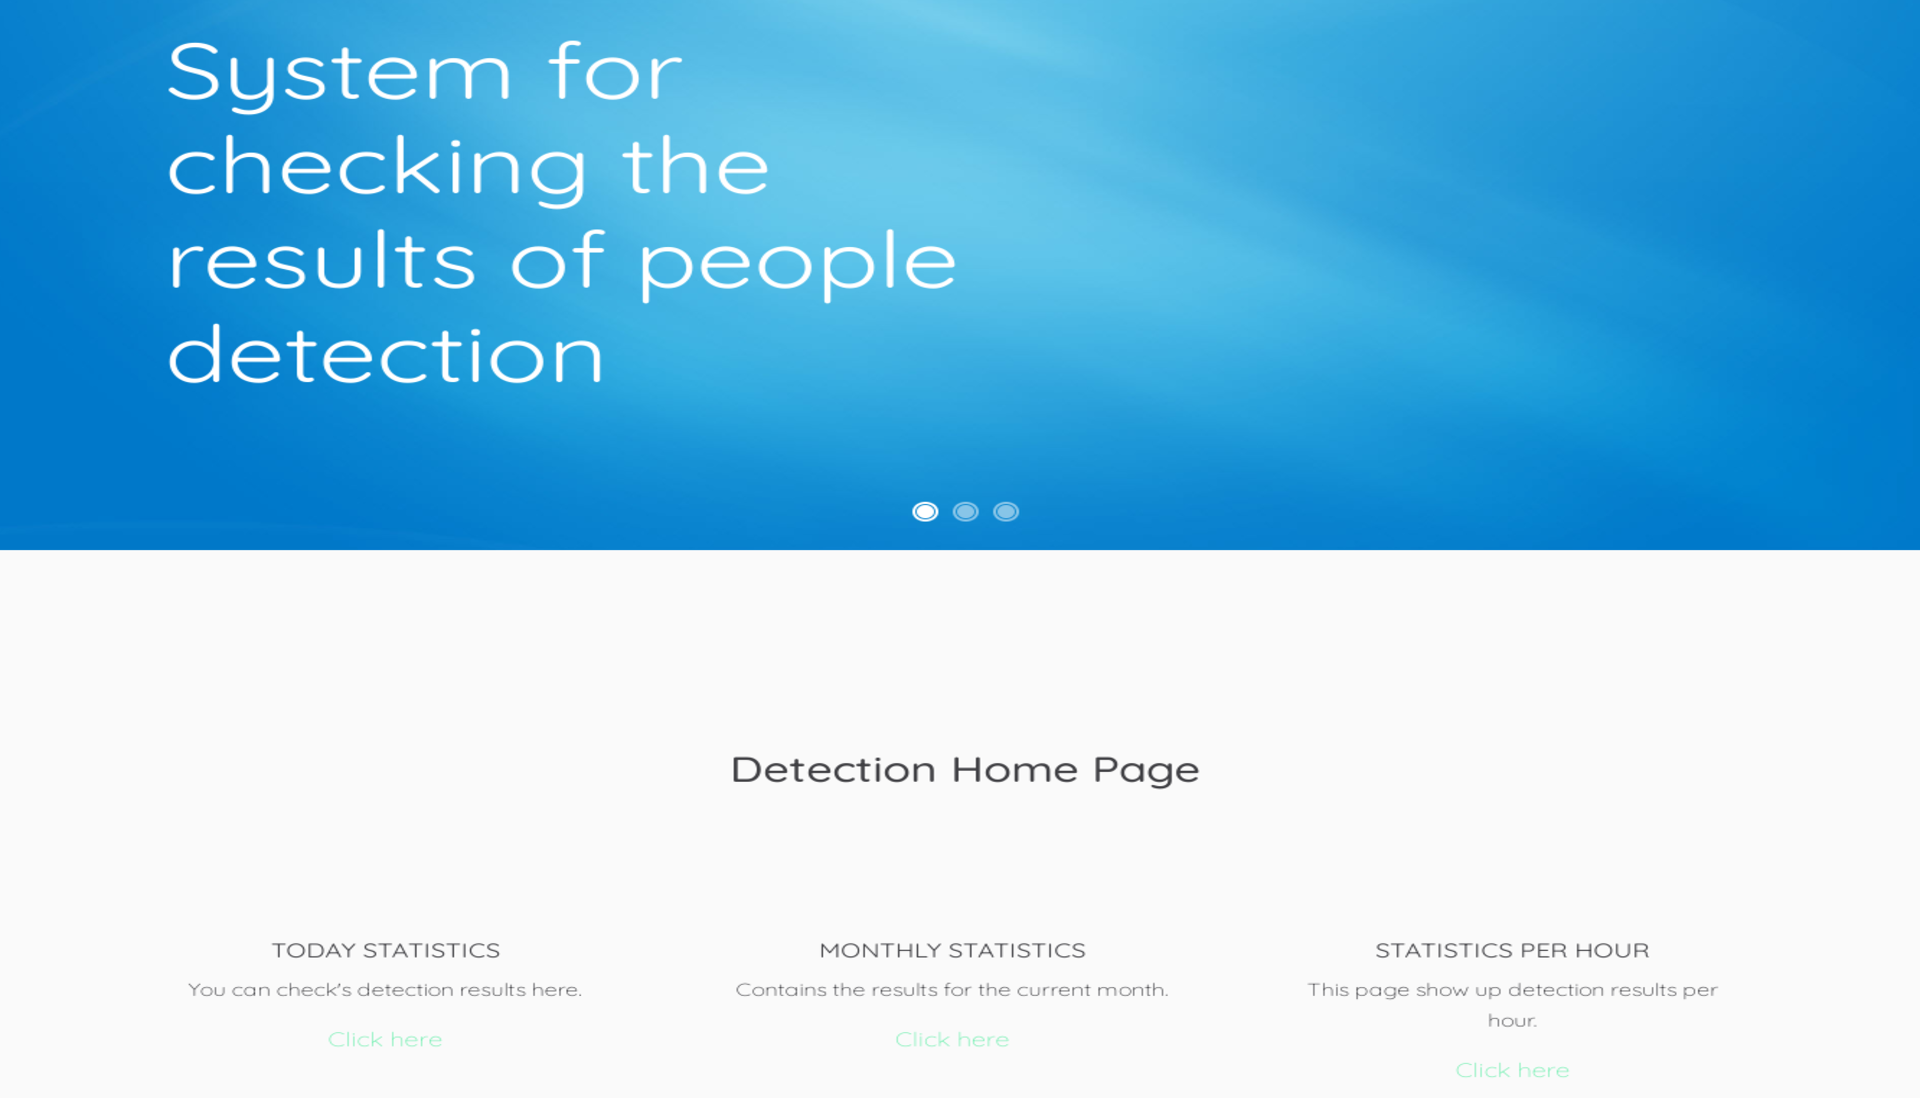 System for
checking the
results of people
detection
Detection Home Page
TODAY STATISTICS
You can check's detection results here.
Click here
MONTHLY STATISTICS
Contains the results for the current month.
Click here
STATISTICS PER HOUR
This page show up detection results per
hour.
Click here